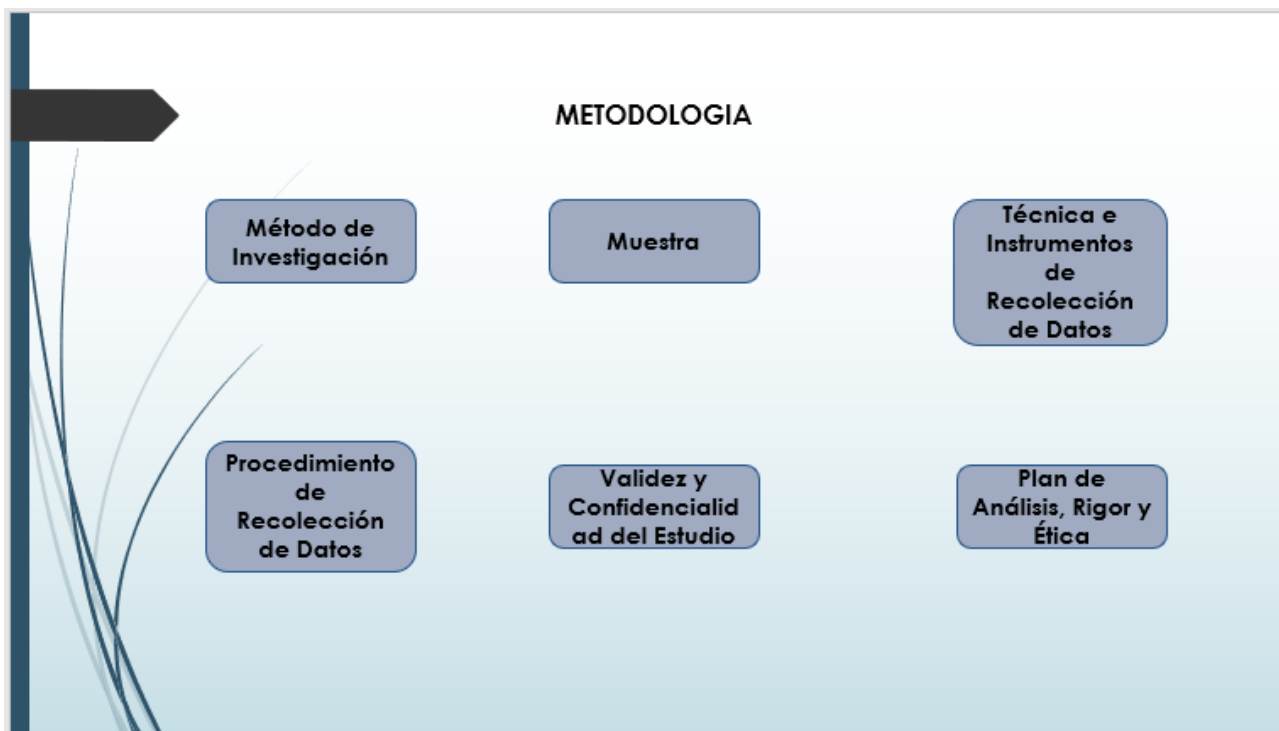 METODOLOGIA
Método de
Investigación
Muestra
Técnica e
Instrumentos
de
Recolección
de Datos
Procedimiento
de
Recolección
de Datos
Validez y
Confidencialid
ad del Estudio
Plan de
Análisis, Rigor y
Ética